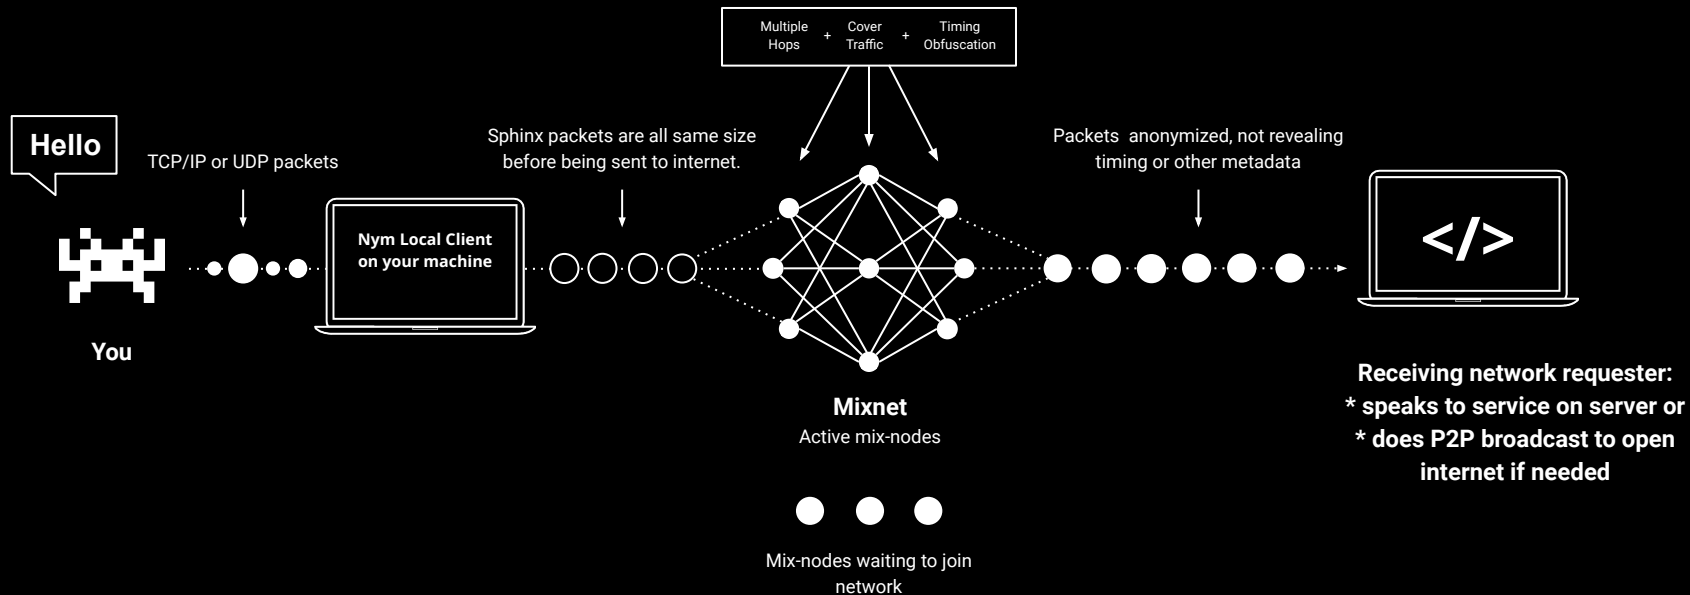 Multiple + Cover + Timing
Hops Traffic Obfuscation
Hello
TCP/IP or UDP packets
Sphinx packets are all same size
before being sent to internet.
Packets anonymized, not revealing
timing or other metadata
Nym Local Client
on your machine
</>
You
Mixnet
Active mix-nodes
Receiving network requester:
* speaks to service on server or
* does P2P broadcast to open
internet if needed
Mix-nodes waiting to join
network